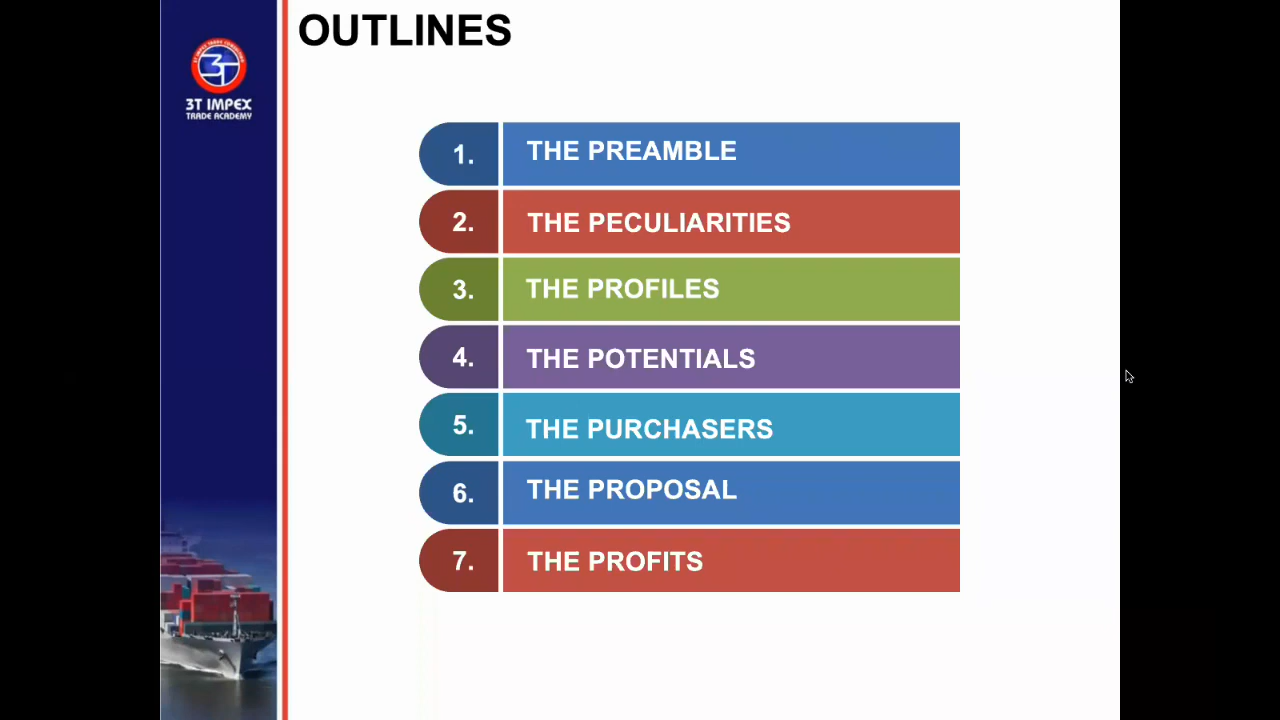 OUTLINES
3T IMPEX
TRADE ACADEMY
1. THE PREAMBLE
2. THE PECULIARITIES
3. THE PROFILES
4. THE POTENTIALS
5. THE PURCHASERS
6. THE PROPOSAL
7. THE PROFITS